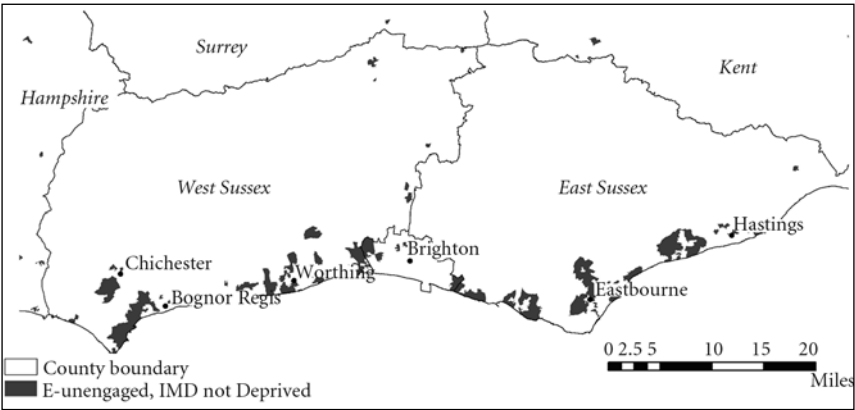 Surrey
Kent
Hampshire
West Sussex
East Sussex
Hastings
Brighton
Chichester
Worthing
Eastbourne
Bognor Regis
0 2.5 5 10 15 20
Miles
County boundary
E-unengaged, IMD not Deprived